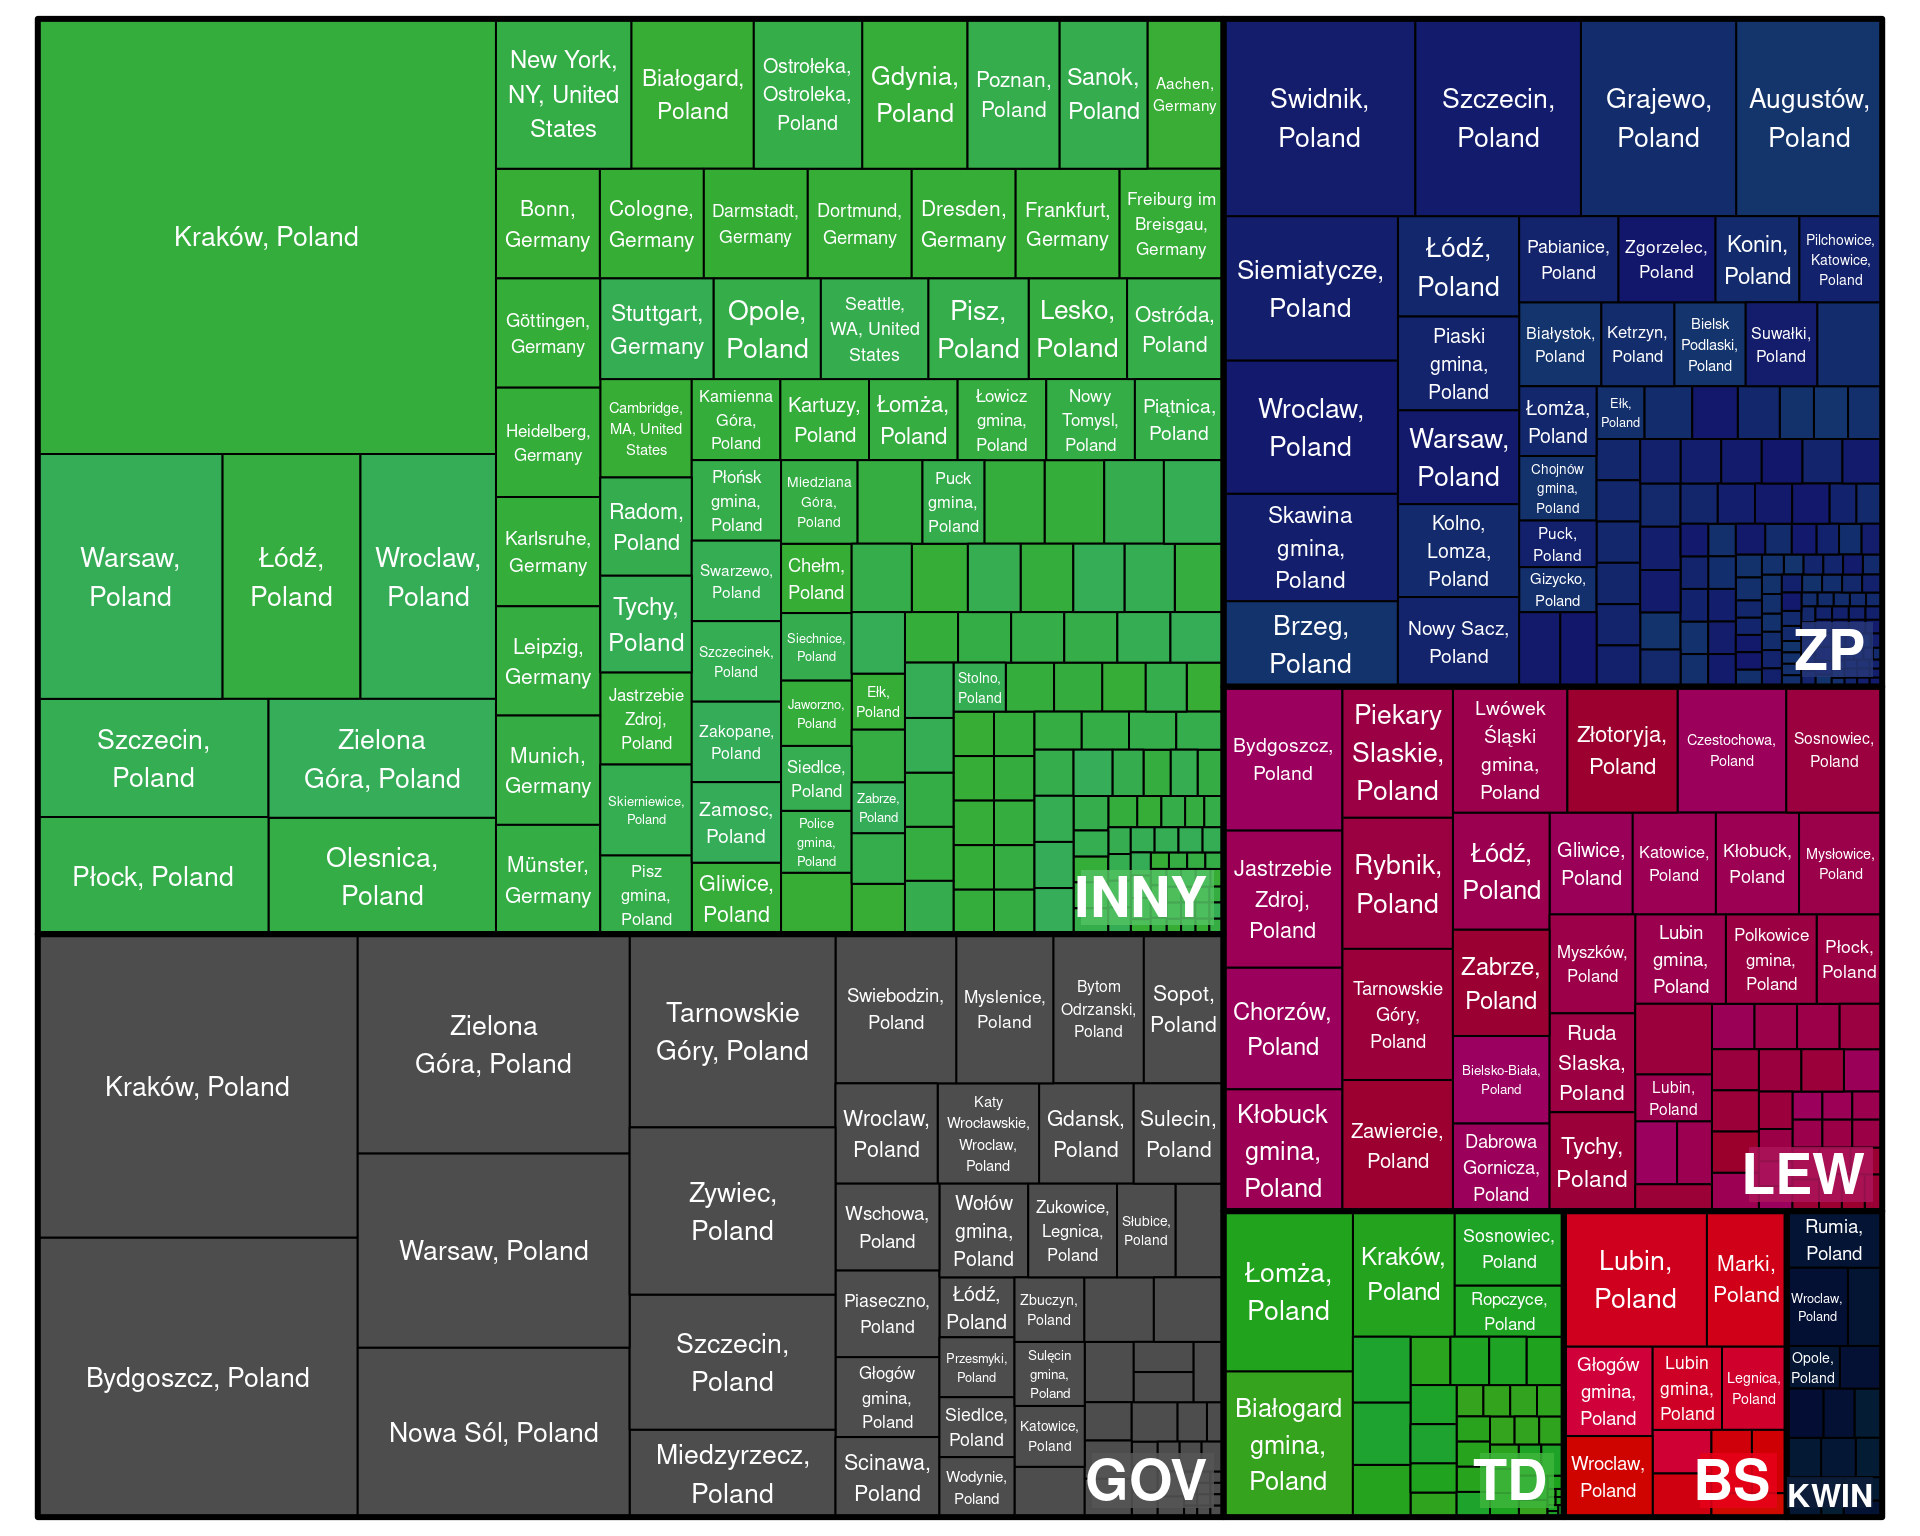 Kraków, Poland
Warsaw,
Poland
Łódź,
Poland
Wroclaw,
Poland
Szczecin,
Poland
Zielona
Góra, Poland
Płock, Poland
Olesnica,
Poland
New York,
NY, United
States
Białogard,
Poland
Ostrołeka,
Ostroleka,
Poland
Gdynia,
Poland
Poznan,
Poland
Sanok,
Poland
Aachen,
Germany
Bonn,
Germany
Cologne,
Germany
Darmstadt,
Germany
Dortmund,
Germany
Dresden,
Germany
Frankfurt,
Germany
Freiburg im
Breisgau,
Germany
Göttingen,
Germany
Heidelberg,
Germany
Karlsruhe,
Germany
Leipzig,
Germany
Munich,
Germany
Münster,
Germany
Stuttgart,
Germany
Opole,
Poland
Seattle,
WA, United
States
Pisz,
Poland
Lesko,
Poland
Ostróda,
Poland
Cambridge,
MA, United
States
Radom,
Poland
Tychy,
Poland
Jastrzebie
Zdroj,
Poland
Skierniewice,
Poland
Pisz
gmina,
Poland
Kamienna
Góra,
Poland
Kartuzy,
Poland
Łomża,
Poland
Łowicz
gmina,
Poland
Nowy
Tomysl,
Poland
Piątnica,
Poland
Płońsk
gmina,
Poland
Swarzewo,
Poland
Szczecinek,
Poland
Zakopane,
Poland
Zamosc,
Poland
Gliwice,
Poland
Miedziana
Góra,
Poland
Puck
gmina,
Poland
Chełm,
Poland
Siechnice,
Poland
Jaworzno,
Poland
Siedlce,
Poland
Police
gmina,
Poland
Ełk,
Poland
Zabrze,
Poland
Stolno,
Poland
INNY
Swidnik,
Poland
Szczecin,
Poland
Grajewo,
Poland
Augustów,
Poland
Siemiatycze,
Poland
Wroclaw,
Poland
Skawina
gmina,
Poland
Brzeg,
Poland
Łódź,
Poland
Piaski
gmina,
Poland
Warsaw,
Poland
Kolno,
Lomza,
Poland
Nowy Sacz,
Poland
Pabianice,
Poland
Zgorzelec,
Poland
Konin,
Poland
Pilchowice,
Katowice,
Poland
Białystok,
Poland
Ketrzyn,
Poland
Bielsk
Podlaski,
Poland
Suwałki,
Poland
Łomża,
Poland
Ełk,
Poland
Chojnów
gmina,
Poland
Puck,
Poland
Gizycko,
Poland
ZP
Bydgoszcz,
Poland
Jastrzebie
Zdroj,
Poland
Chorzów,
Poland
Kłobuck
gmina,
Poland
Piekary
Slaskie,
Poland
Rybnik,
Poland
Tarnowskie
Góry,
Poland
Zawiercie,
Poland
Lwówek
Śląski
gmina,
Poland
Złotoryja,
Poland
Czestochowa,
Poland
Sosnowiec,
Poland
Łódź,
Poland
Zabrze,
Poland
Bielsko-Biała,
Poland
Dabrowa
Gornicza,
Poland
Gliwice,
Poland
Katowice,
Poland
Kłobuck,
Poland
Mysłowice,
Poland
Myszków,
Poland
Ruda
Slaska,
Poland
Tychy,
Poland
Lubin
gmina,
Poland
Polkowice
gmina,
Poland
Płock,
Poland
Lubin,
Poland
LEW
Kraków, Poland
Bydgoszcz, Poland
Zielona
Góra, Poland
Warsaw, Poland
Nowa Sól, Poland
Tarnowskie
Góry, Poland
Zywiec,
Poland
Szczecin,
Poland
Miedzyrzecz,
Poland
Swiebodzin,
Poland
Myslenice,
Poland
Bytom
Odrzanski,
Poland
Sopot,
Poland
Wroclaw,
Poland
Katy
Wrocławskie,
Wroclaw,
Poland
Gdansk,
Poland
Sulecin,
Poland
Wschowa,
Poland
Piaseczno,
Poland
Głogów
gmina,
Poland
Scinawa,
Poland
Wołów
gmina,
Poland
Zukowice,
Legnica,
Poland
Słubice,
Poland
Łódź,
Poland
Przesmyki,
Poland
Siedlce,
Poland
Wodynie,
Poland
Zbuczyn,
Poland
Sulęcin
gmina,
Poland
Katowice,
Poland
GOV
Łomża,
Poland
Białogard
gmina,
Poland
Kraków,
Poland
Sosnowiec,
Poland
Ropczyce,
Poland
TD
Lubin,
Poland
Marki,
Poland
Głogów
gmina,
Poland
Lubin
gmina,
Poland
Legnica,
Poland
Wroclaw,
Poland
BS
Rumia,
Poland
Wroclaw,
Poland
Opole,
Poland
KWIN